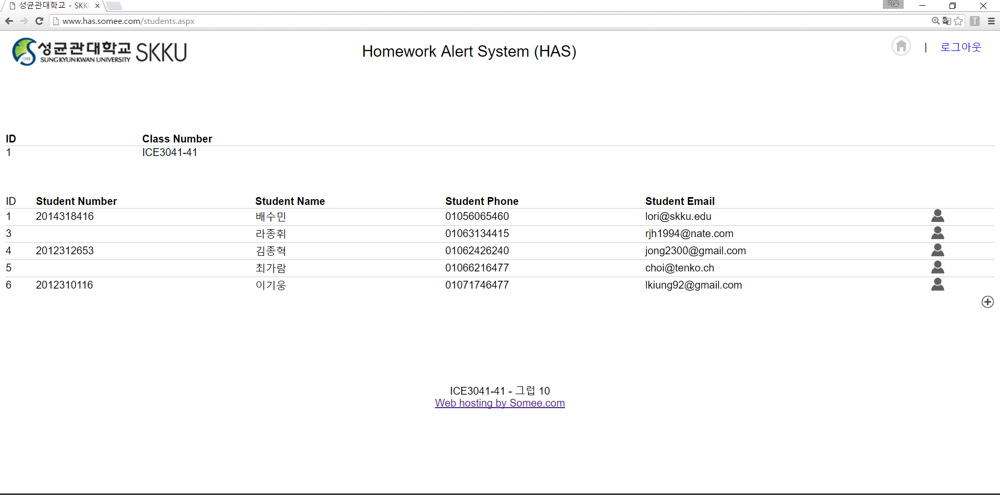 성균관대학교 - SKK
기웅
www.has.somee.com/students.aspx
T
성균관대학교 SKKU
SUNG KYUN KWAN UNIVERSITY
1398
Homework Alert System (HAS)
| 로그아웃
ID Class Number
1 ICE3041-41
ID Student Number Student Name Student Phone Student Email
1 2014318416 배수민 01056065460 lori@skku.edu
3 라종휘 01063134415 rjh1994@nate.com
4 2012312653 김종혁 01062426240 jong2300@gmail.com
5 최가람 01066216477 choi@tenko.ch
6 2012310116 이기웅 01071746477 lkiung92@gmail.com
ICE3041-41 - 그럽 10
Web hosting by Somee.com